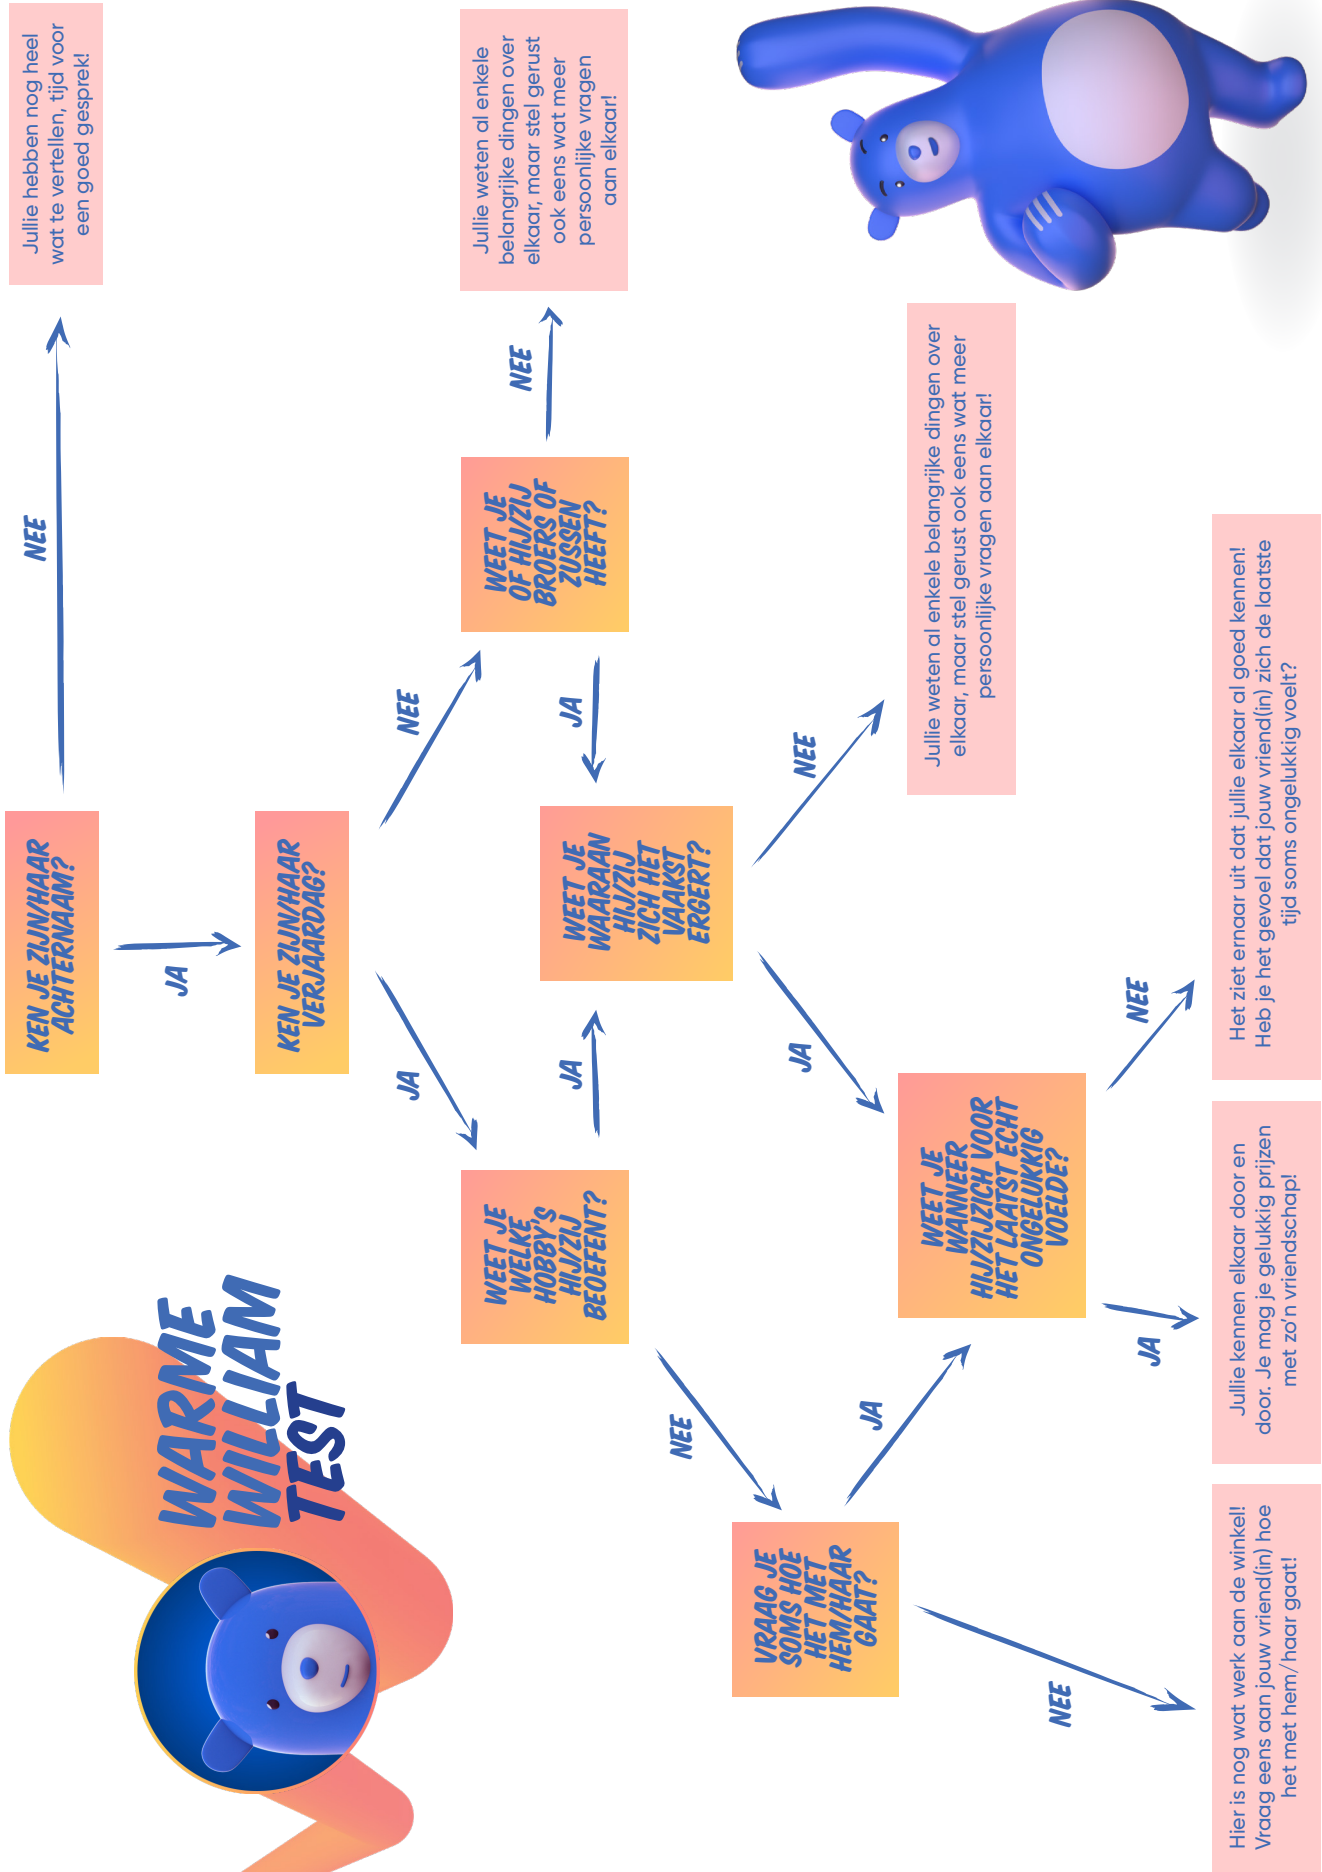 WARME
WILLIAM
TEST
KEN JE ZIJN/HAAR
ACHTERNAAM?
NEE
Jullie hebben nog heel
wat te vertellen, tijd voor
een goed gesprek!
JA
KEN JE ZIJN/HAAR
VERJAARDAG?
JA
NEE
WEET JE
WELKE
HOBBY'S
HIJ/ZIJ
BEOEFENT?
JA
WEET JE
WAARAAN
HIJ/ZIJ
ZICH HET
VAAKST
ERGERT?
JA
WEET JE
OF HIJ/ZIJ
BROERS OF
ZUSSEN
HEEFT?
NEE
Jullie weten al enkele
belangrijke dingen over
elkaar, maar stel gerust
ook eens wat meer
persoonlijke vragen
aan elkaar!
NEE
JA
NEE
VRAAG JE
SOMS HOE
HET MET
HEM/HAAR
GAAT?
JA
WEET JE
WANNEER
HIJ/ZIJZICH VOOR
HET LAATST ECHT
ONGELUKKIG
VOELDE?
Jullie weten al enkele belangrijke dingen over
elkaar, maar stel gerust ook eens wat meer
persoonlijke vragen aan elkaar!
NEE
JA
NEE
Hier is nog wat werk aan de winkel!
Vraag eens aan jouw vriend(in) hoe
het met hem/haar gaat!
Jullie kennen elkaar door en
door. Je mag je gelukkig prijzen
met zo'n vriendschap!
Het ziet ernaar uit dat jullie elkaar al goed kennen!
Heb je het gevoel dat jouw vriend(in) zich de laatste
tijd soms ongelukkig voelt?